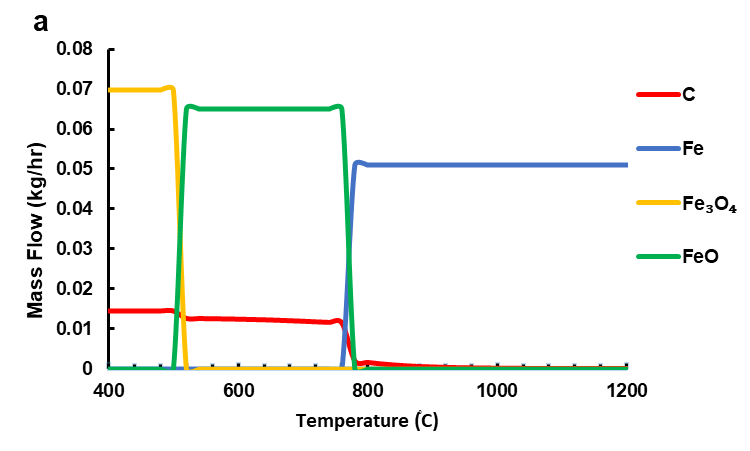 a
0.08
0.07
0.06
0.05
0.04
0.03
0.02
0.01
0
Mass Flow (kg/hr)
400 600 800 1000 1200
Temperature (̊C)
C
Fe
Fe₃O₄
FeO